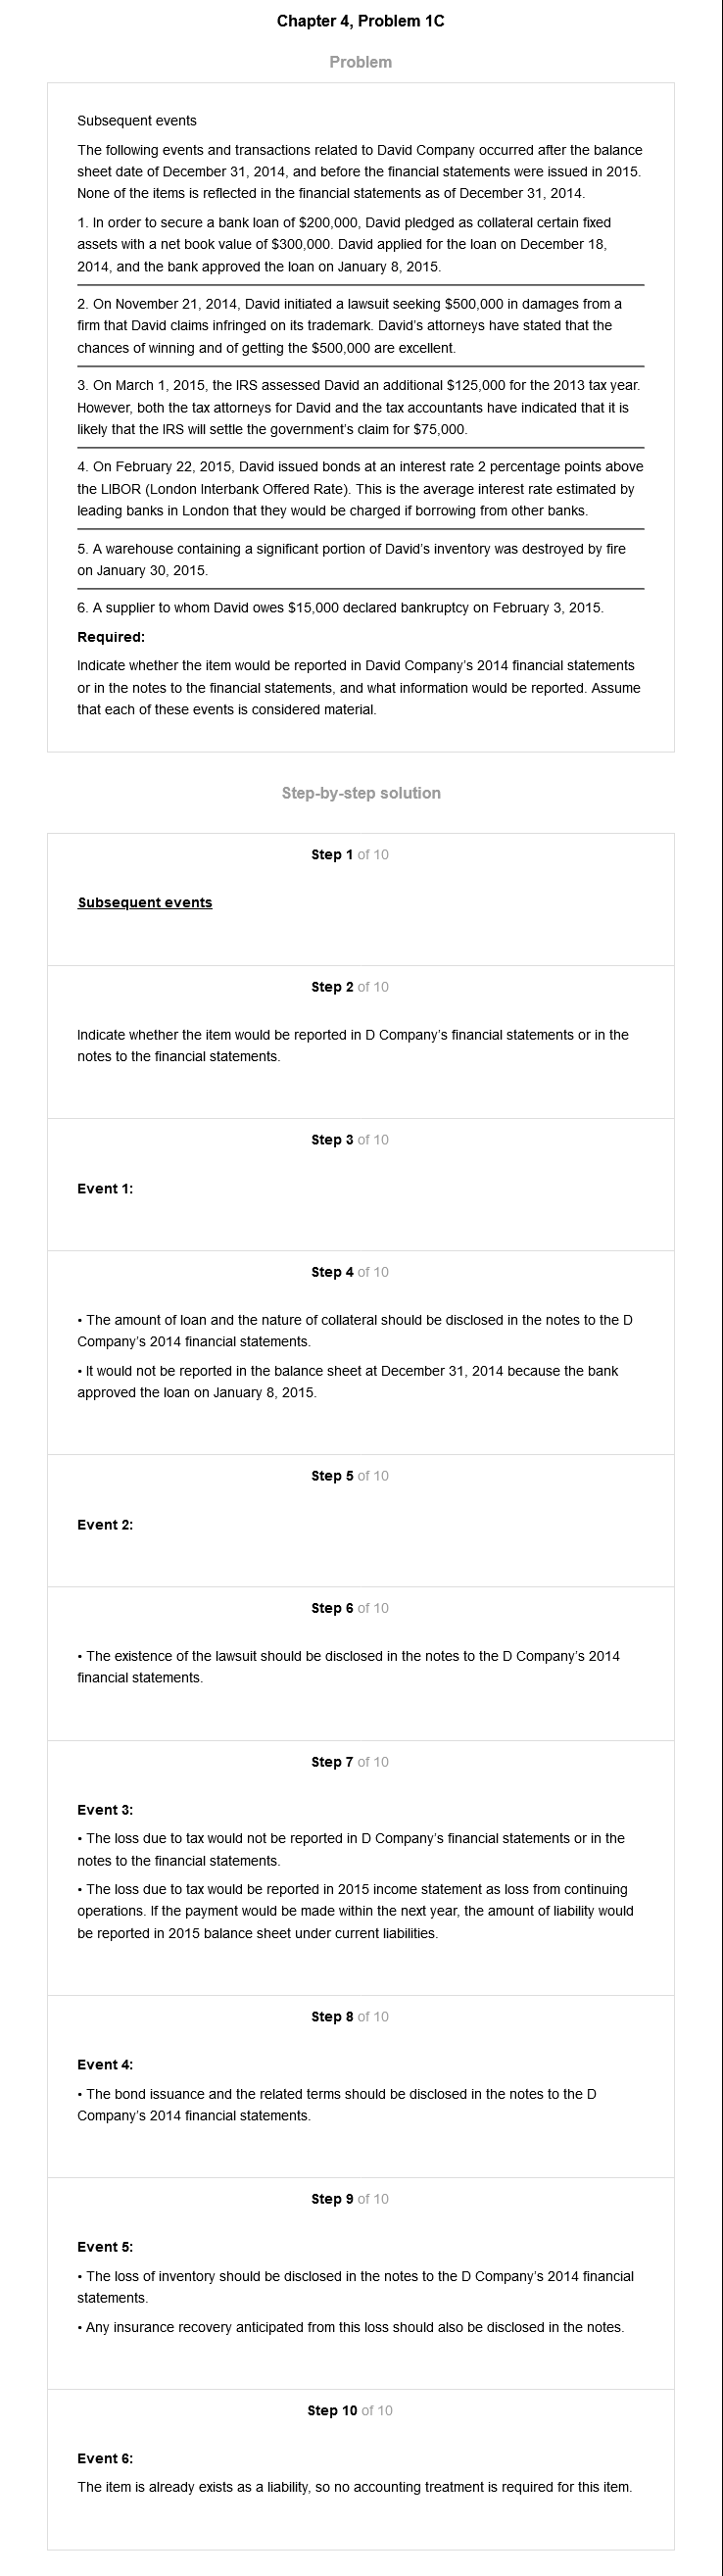 Chapter 4, Problem 1C
Problem
Subsequent events
The following events and transactions related to David Company occurred after the balance
sheet date of December 31, 2014, and before the financial statements were issued in 2015.
None of the items is reflected in the financial statements as of December 31, 2014.
1. In order to secure a bank loan of $200,000, David pledged as collateral certain fixed
assets with a net book value of $300,000. David applied for the loan on December 18,
2014, and the bank approved the loan on January 8, 2015.
2. On November 21, 2014, David initiated a lawsuit seeking $500,000 in damages from a
firm that David claims infringed on its trademark. David’s attorneys have stated that the
chances of winning and of getting the $500,000 are excellent.
3. On March 1, 2015, the IRS assessed David an additional $125,000 for the 2013 tax year.
However, both the tax attorneys for David and the tax accountants have indicated that it is
likely that the IRS will settle the government’s claim for $75,000.
4. On February 22, 2015, David issued bonds at an interest rate 2 percentage points above
the LIBOR (London Interbank Offered Rate). This is the average interest rate estimated by
leading banks in London that they would be charged if borrowing from other banks.
5. A warehouse containing a significant portion of David’s inventory was destroyed by fire
on January 30, 2015.
6. A supplier to whom David owes $15,000 declared bankruptcy on February 3, 2015.
Required:
Indicate whether the item would be reported in David Company’s 2014 financial statements
or in the notes to the financial statements, and what information would be reported. Assume
that each of these events is considered material.
Step-by-step solution
Step 1 of 10
Subsequent events
Step 2 of 10
Indicate whether the item would be reported in D Company’s financial statements or in the
notes to the financial statements.
Step 3 of 10
Event 1:
Step 4 of 10
• The amount of loan and the nature of collateral should be disclosed in the notes to the D
Company’s 2014 financial statements.
• It would not be reported in the balance sheet at December 31, 2014 because the bank
approved the loan on January 8, 2015.
Step 5 of 10
Event 2:
Step 6 of 10
• The existence of the lawsuit should be disclosed in the notes to the D Company’s 2014
financial statements.
Step 7 of 10
Event 3:
• The loss due to tax would not be reported in D Company’s financial statements or in the
notes to the financial statements.
• The loss due to tax would be reported in 2015 income statement as loss from continuing
operations. If the payment would be made within the next year, the amount of liability would
be reported in 2015 balance sheet under current liabilities.
Step 8 of 10
Event 4:
• The bond issuance and the related terms should be disclosed in the notes to the D
Company’s 2014 financial statements.
Step 9 of 10
Event 5:
• The loss of inventory should be disclosed in the notes to the D Company’s 2014 financial
statements.
• Any insurance recovery anticipated from this loss should also be disclosed in the notes.
Step 10 of 10
Event 6:
The item is already exists as a liability, so no accounting treatment is required for this item.